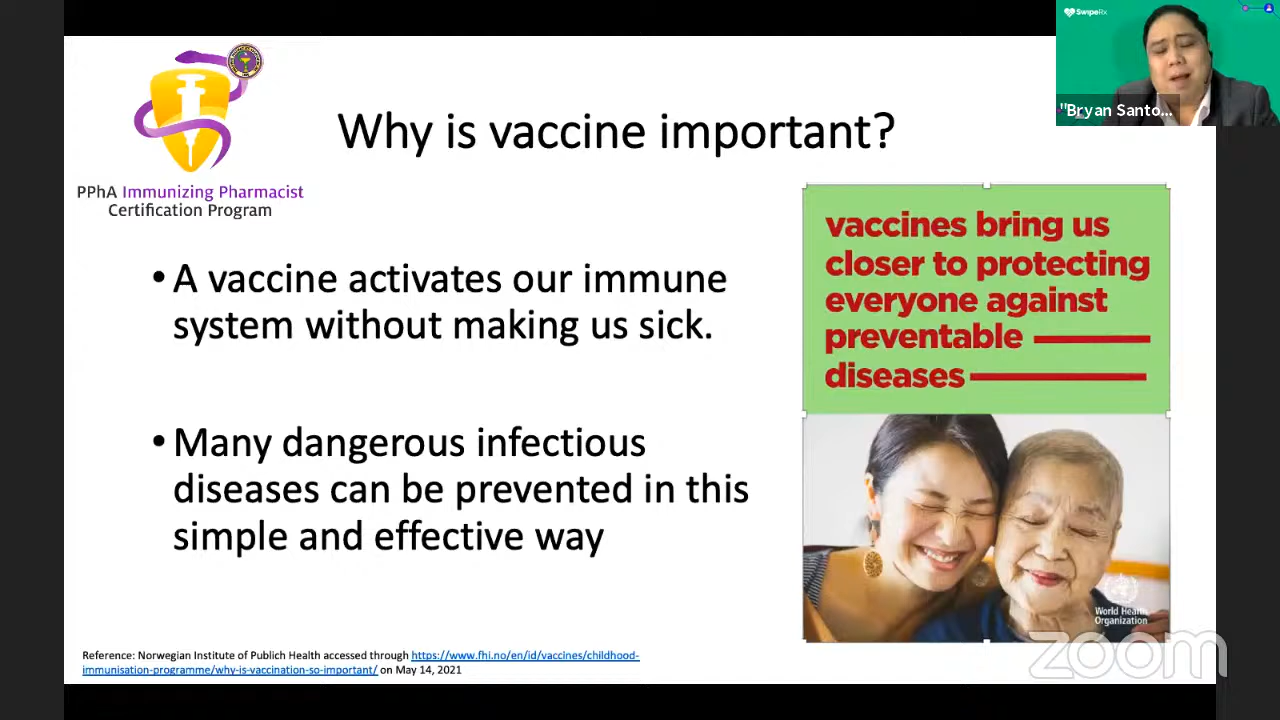 SwipeRx
"Bryan Santo...
PPhA Immunizing Pharmacist
Certification Program
Why is vaccine important?
• A vaccine activates our immune
system without making us sick.
• Many dangerous infectious
diseases can be prevented in this
simple and effective way
vaccines bring us
closer to protecting
everyone against
preventable
diseases
World Health
Organization
Reference: Norwegian Institute of Publich Health accessed through https://www.fhi.no/en/id/vaccines/childhood-
immunisation-programme/why-is-vaccination-so-important/ on May 14, 2021
zoom